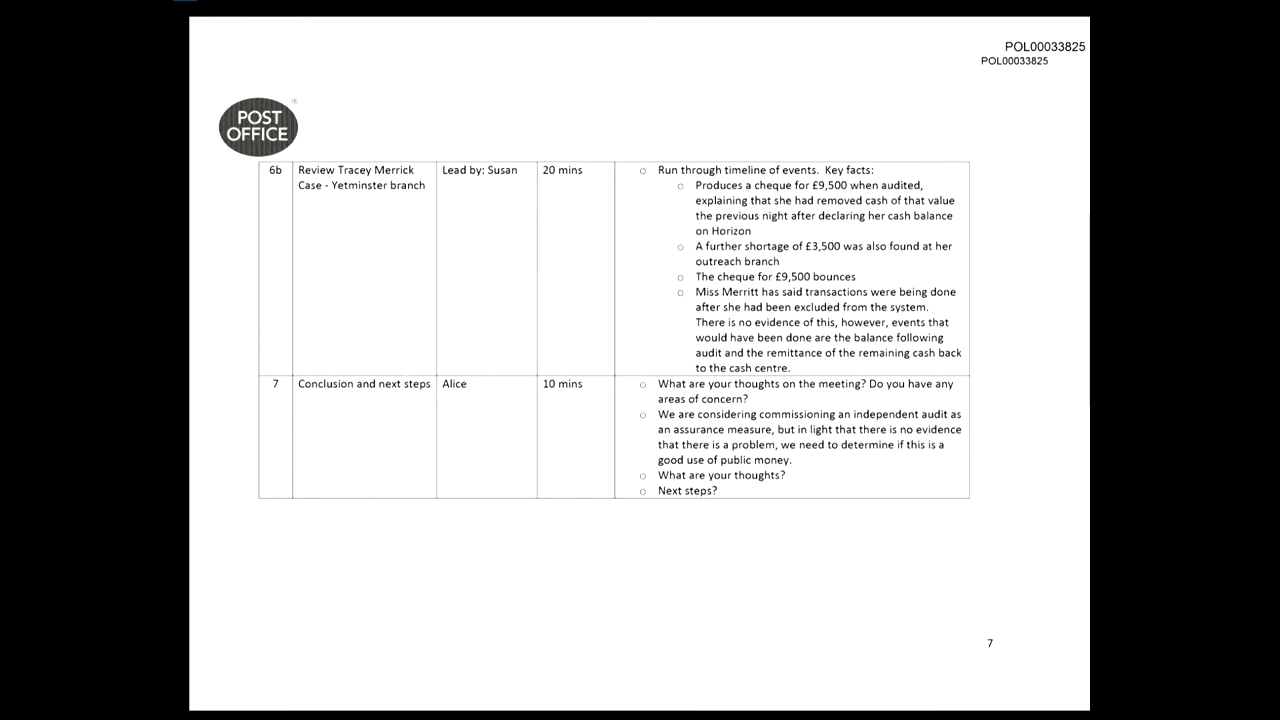 POL00033825
POL00033825
POST
OFFICE
6b Review Tracey Merrick Lead by: Susan 20 mins o Run through timeline of events. Key facts:
Case - Yetminster branch o Produces a cheque for £9,500 when audited,
explaining that she had removed cash of that value
the previous night after declaring her cash balance
on Horizon
o A further shortage of £3,500 was also found at her
outreach branch
o The cheque for £9,500 bounces
o Miss Merritt has said transactions were being done
after she had been excluded from the system.
There is no evidence of this, however, events that
would have been done are the balance following
audit and the remittance of the remaining cash back
to the cash centre.
7 Conclusion and next steps Alice 10 mins o What are your thoughts on the meeting? Do you have any
areas of concern?
o We are considering commissioning an independent audit as
an assurance measure, but in light that there is no evidence
that there is a problem, we need to determine if this is a
good use of public money.
o What are your thoughts?
o Next steps?
7